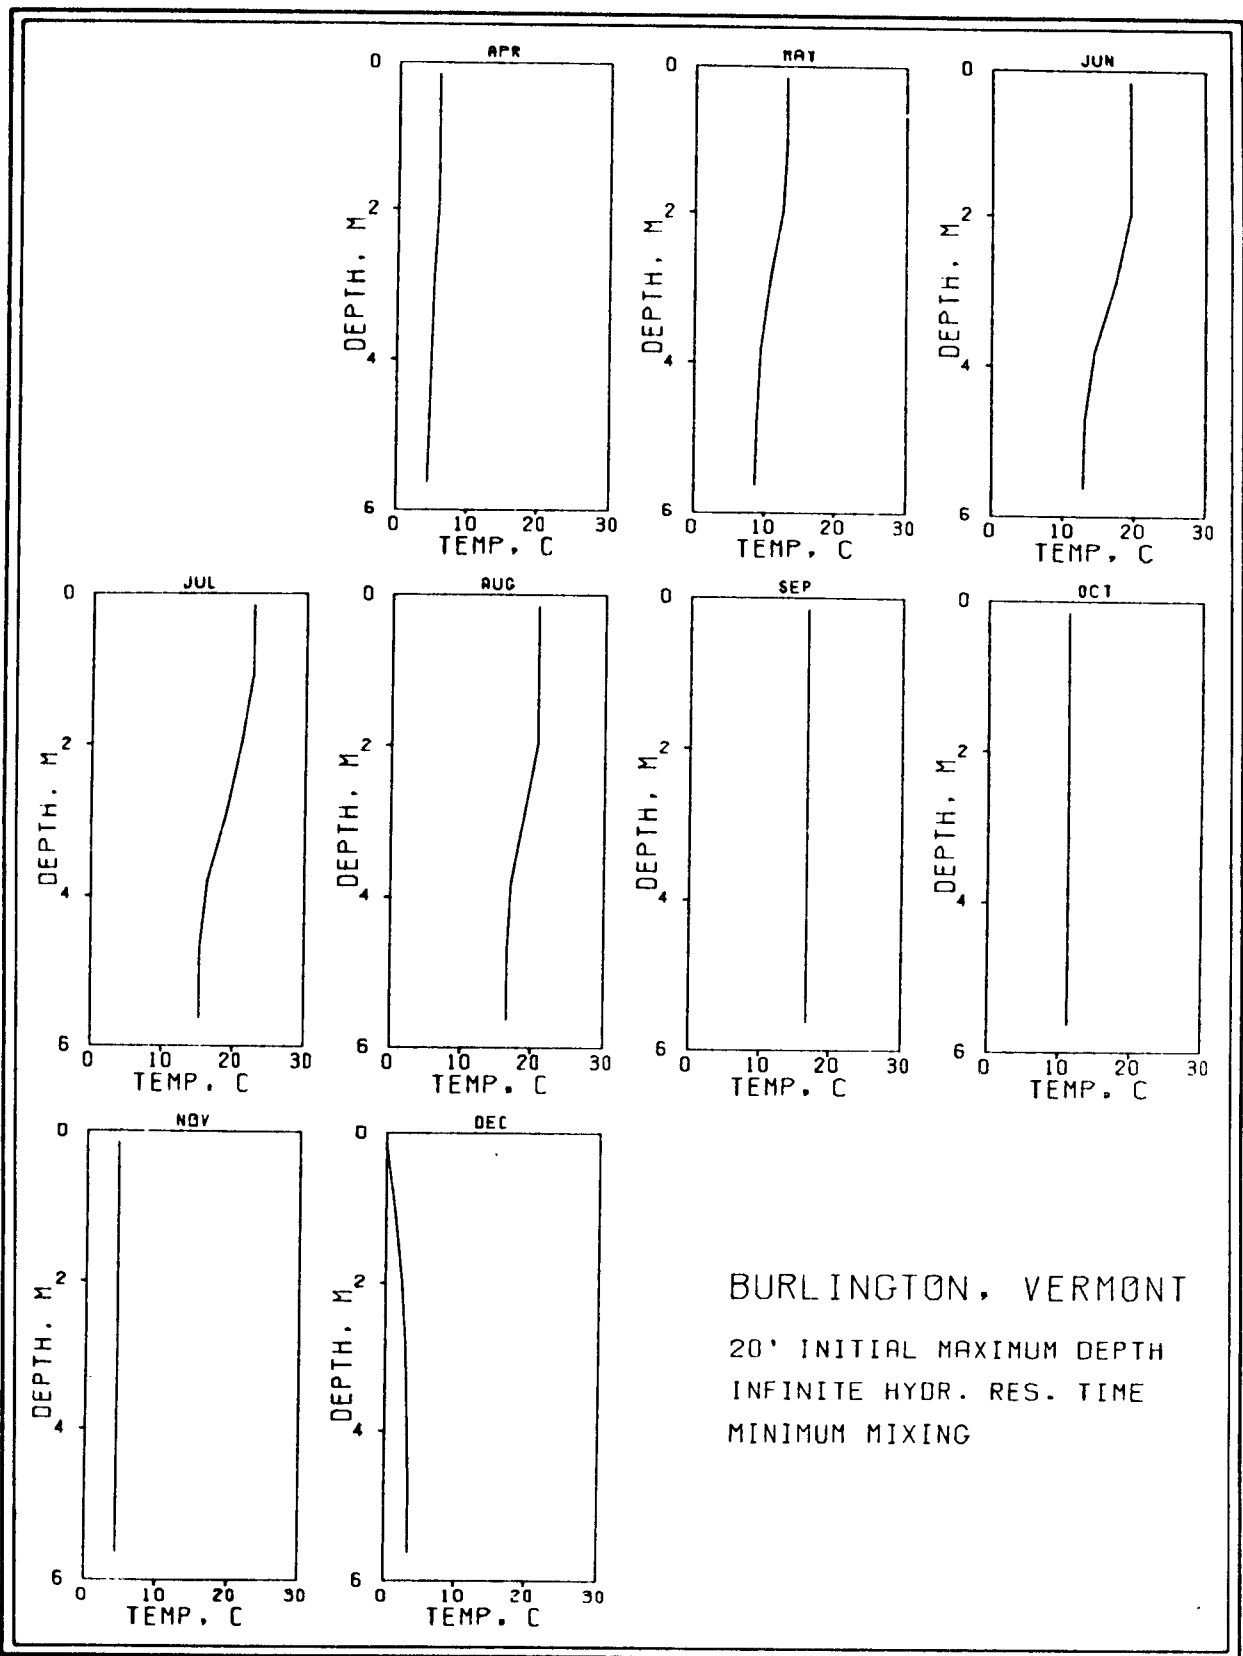 APR
0
2
4
6
DEPTH, M
0 10 20 30
TEMP, C
MAY
0
2
4
6
DEPTH, M
0 10 20 30
TEMP, C
JUN
0
2
4
6
DEPTH, M
0 10 20 30
TEMP, C
JUL
0
2
4
6
DEPTH, M
0 10 20 30
TEMP, C
AUG
0
2
4
6
DEPTH, M
0 10 20 30
TEMP, C
SEP
0
2
4
6
DEPTH, M
0 10 20 30
TEMP, C
OCT
0
2
4
6
DEPTH, M
0 10 20 30
TEMP, C
NOV
0
2
4
6
DEPTH, M
0 10 20 30
TEMP, C
DEC
0
2
4
6
DEPTH, M
0 10 20 30
TEMP, C
BURLINGTON, VERMONT
20' INITIAL MAXIMUM DEPTH
INFINITE HYDR. RES. TIME
MINIMUM MIXING